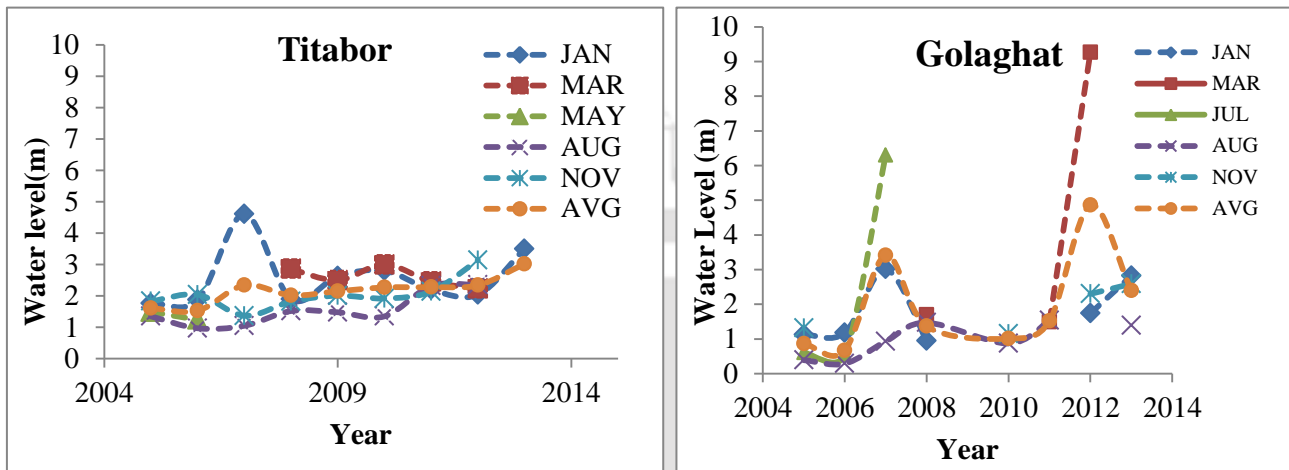 Titabor
Water level(m)
10
9
8
7
6
5
4
3
2
1
0
2004
2009
2014
Year
JAN
MAR
MAY
AUG
NOV
AVG
Golaghat
Water Level (m)
10
9
8
7
6
5
4
3
2
1
0
2004
2006
2008
2010
2012
2014
Year
JAN
MAR
JUL
AUG
NOV
AVG